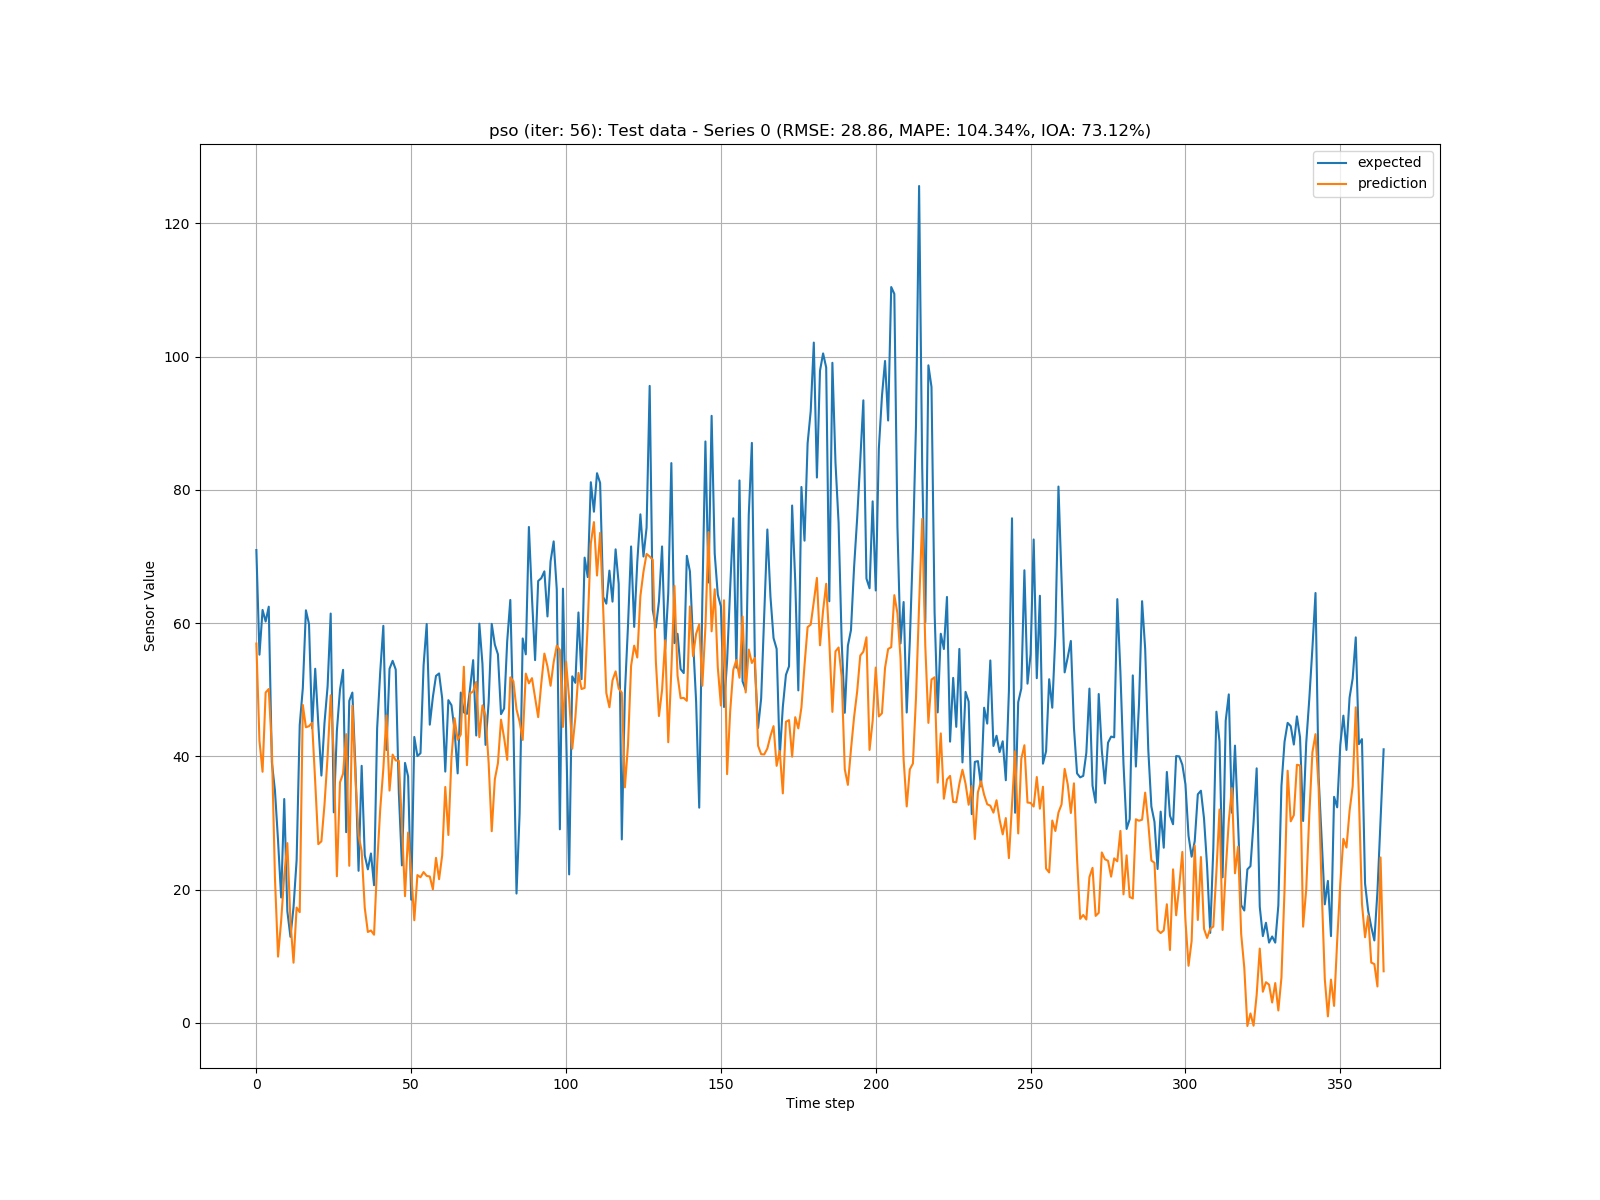 pso (iter: 56): Test data - Series 0 (RMSE: 28.86, MAPE: 104.34%, IOA: 73.12%)
expected
prediction
120
100
80
60
40
20
0
Sensor Value
0 50 100 150 200 250 300 350
Time step